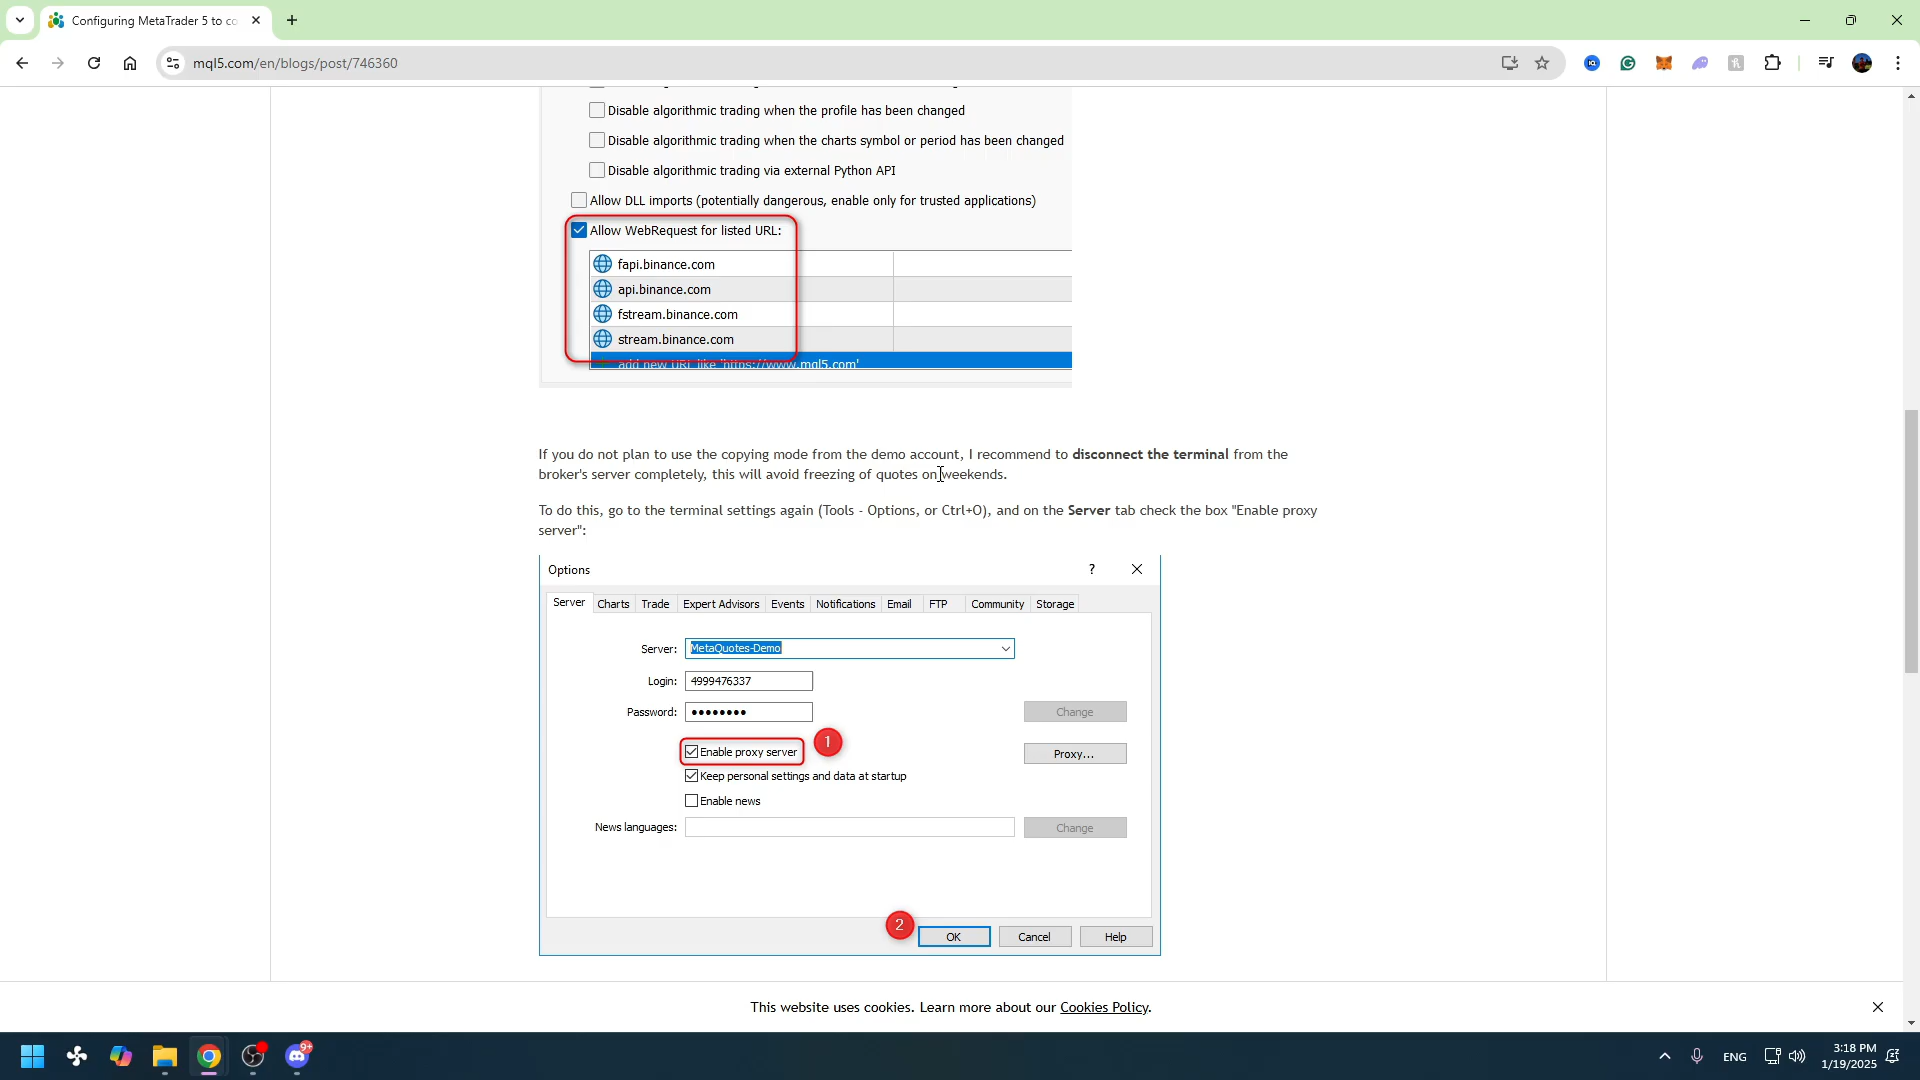 Configuring MetaTrader 5 to co
mql5.com/en/blogs/post/746360
Disable algorithmic trading when the profile has been changed
Disable algorithmic trading when the charts symbol or period has been changed
Disable algorithmic trading via external Python API
Allow DLL imports (potentially dangerous, enable only for trusted applications)
Allow WebRequest for listed URL:
fapi.binance.com
api.binance.com
fstream.binance.com
stream.binance.com
add new URL like 'https://www.mql5.com'
If you do not plan to use the copying mode from the demo account, I recommend to disconnect the terminal from the
broker's server completely, this will avoid freezing of quotes on weekends.
To do this, go to the terminal settings again (Tools - Options, or Ctrl+O), and on the Server tab check the box "Enable proxy
server":
Options ?
Server Charts Trade Expert Advisors Events Notifications Email FTP Community Storage
Server: MetaQuotes-Demo
Login: 4999476337
Password: ●●●●●●●● Change
Enable proxy server 1 Proxy...
Keep personal settings and data at startup
Enable news
News languages: Change
2 OK Cancel Help
This website uses cookies. Learn more about our Cookies Policy.
9+
ENG
3:18 PM
1/19/2025